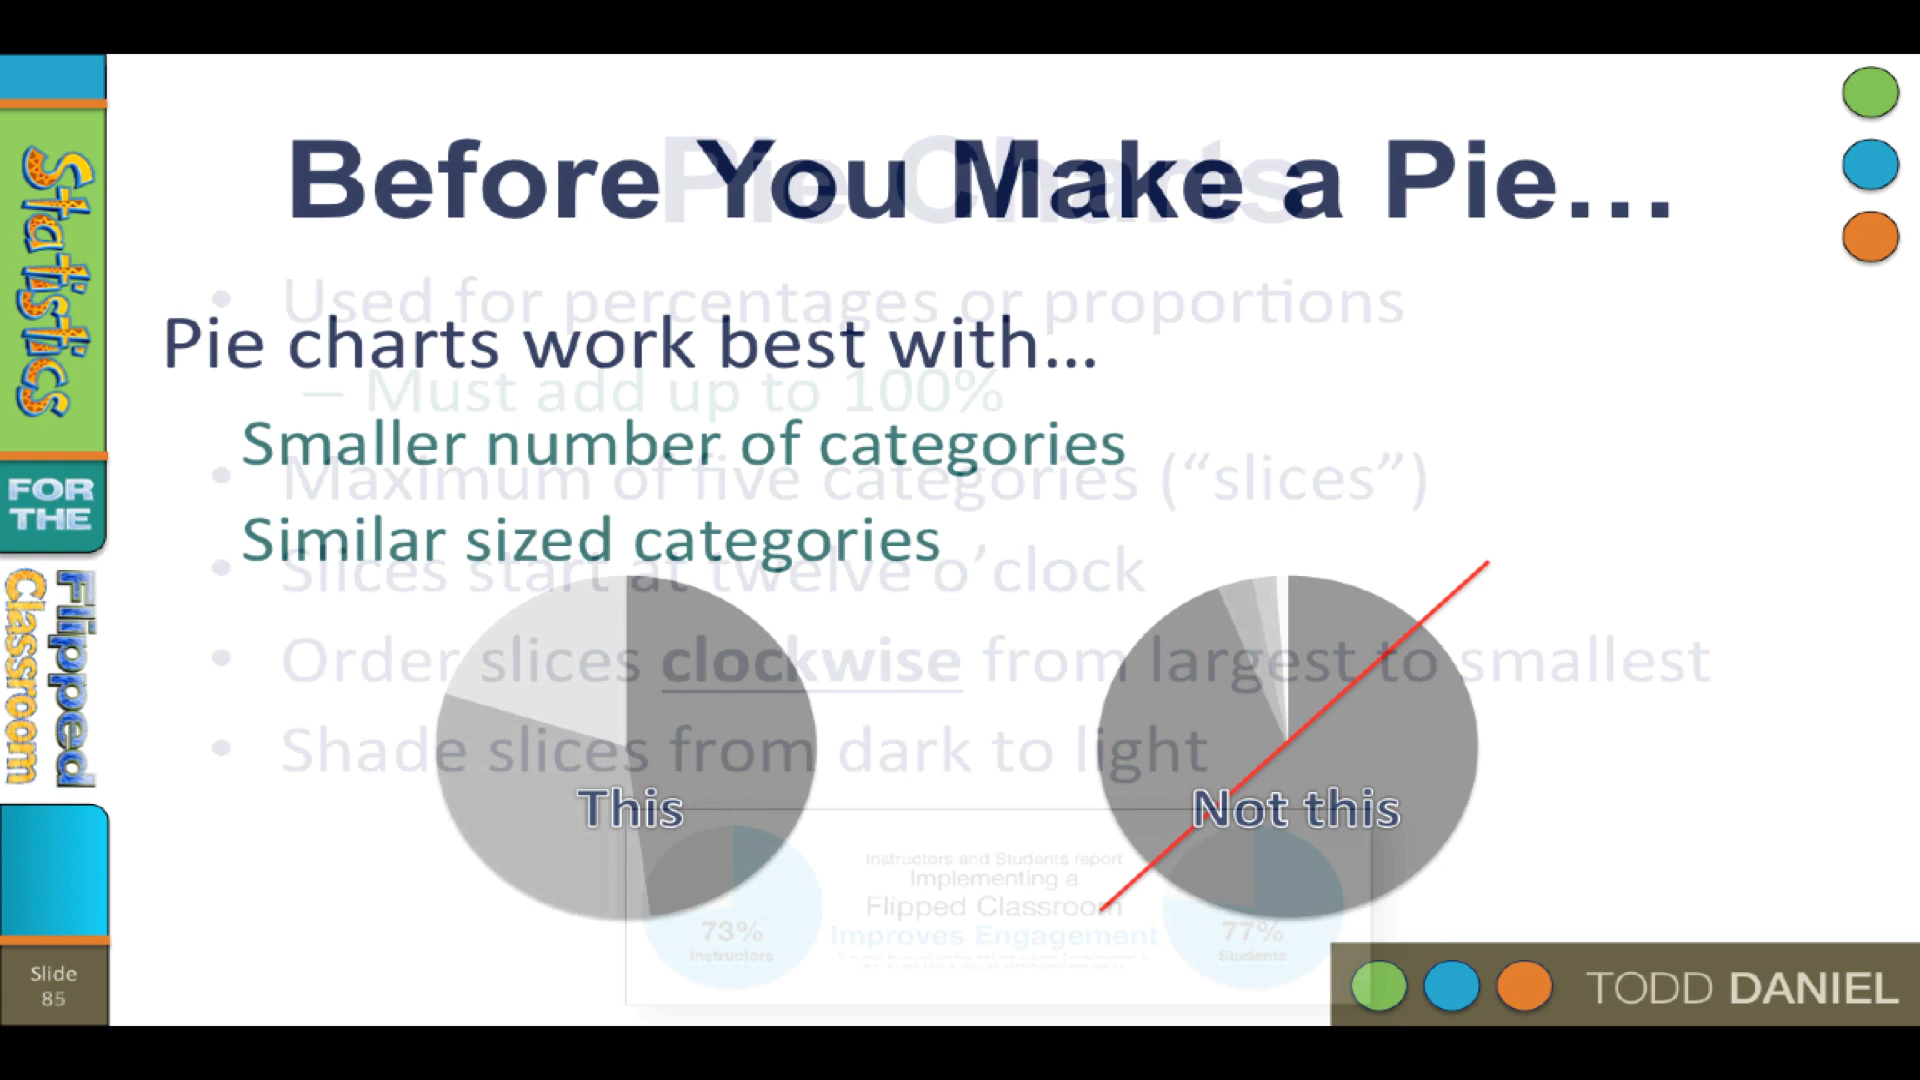 Before You Make a Pie...
Pie Charts
• Used for percentages or proportions
Pie charts work best with...
– Must add up to 100%
Smaller number of categories
• Maximum of five categories (“slices”)
Similar sized categories
• Slices start at twelve o’clock
• Order slices clockwise from largest to smallest
• Shade slices from dark to light
This
Not this
Instructors and Students report
Implementing a
Flipped Classroom
Improves Engagement
73%
Instructors
77%
Students
Statistics
FOR
THE
Flipped
Classroom
Slide
85
TODD DANIEL